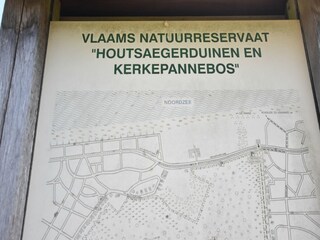 VLAAMS NATUURRESERVAAT
"HOUTSAEGERDUINEN EN
KERKEPANNEBOS"
NOORDZEE